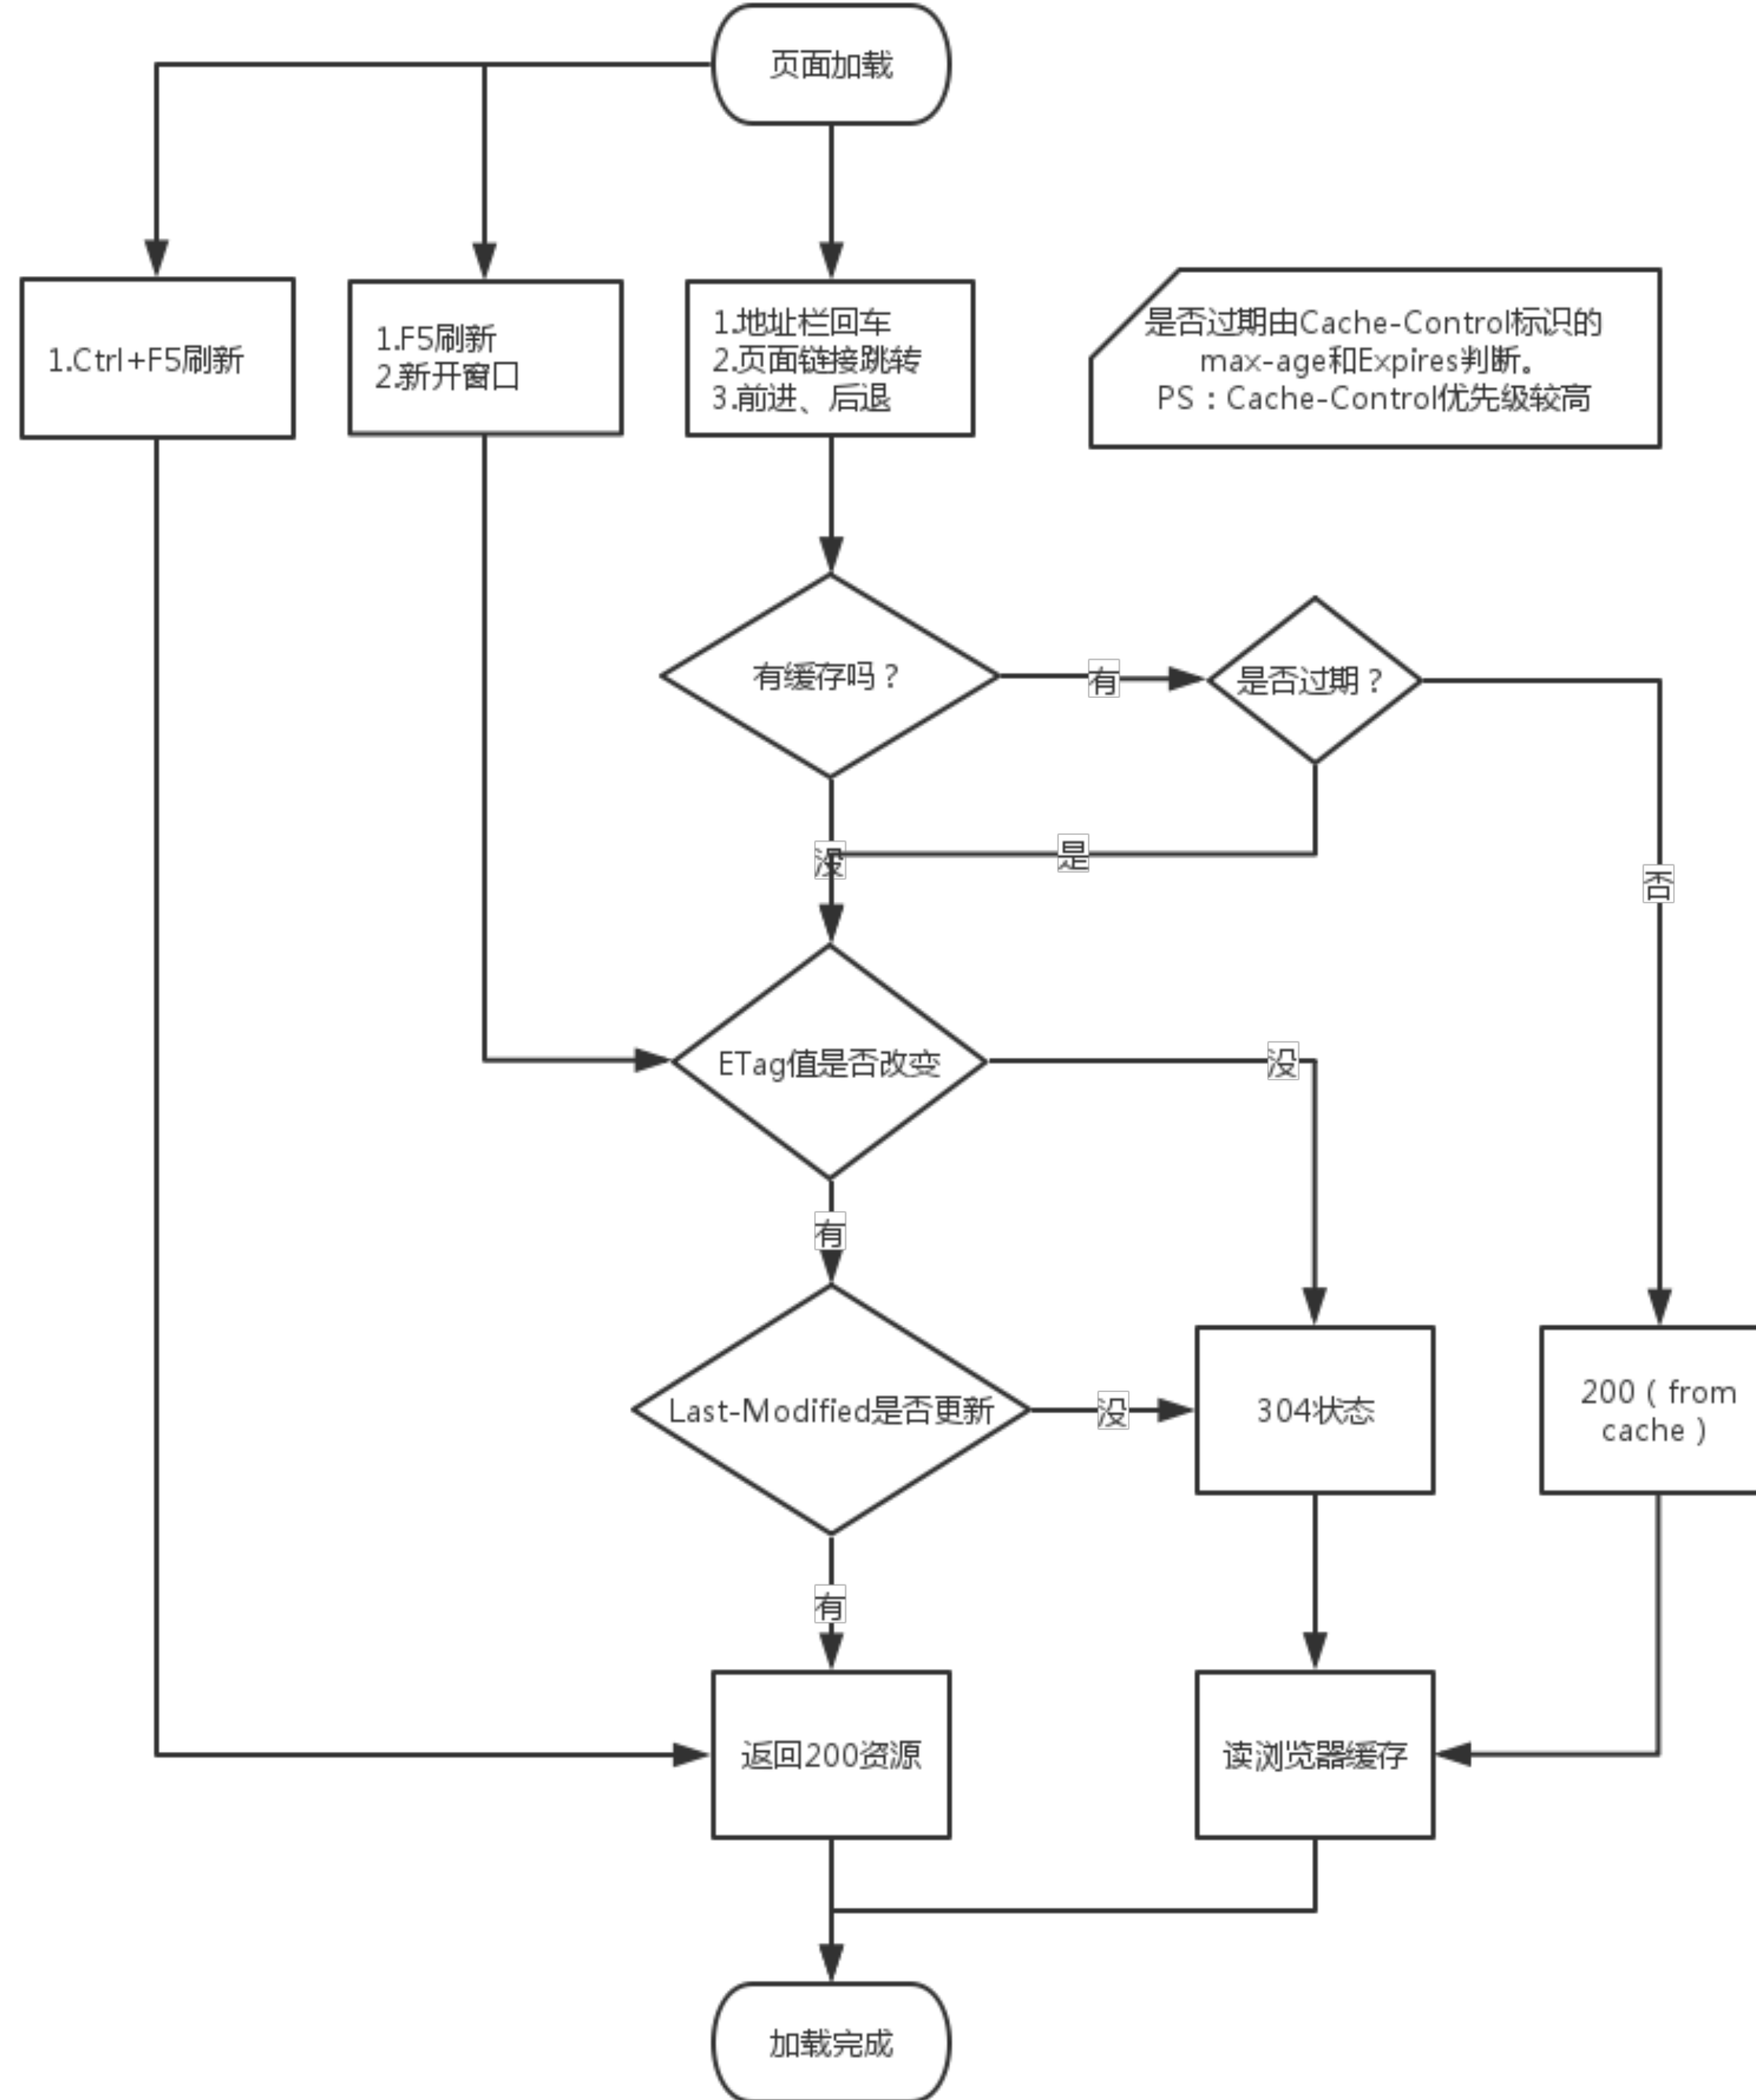 页面加载
1.Ctrl+F5刷新
1.F5刷新
2.新开窗口
1.地址栏回车
2.页面链接跳转
3.前进、后退
是否过期由Cache-Control标识的
max-age和Expires判断。
PS：Cache-Control优先级较高
有缓存吗？
有
是否过期？
没
是
否
ETag值是否改变
没
有
Last-Modified是否更新
没
304状态
200（from
cache）
有
返回200资源
读浏览器缓存
加载完成